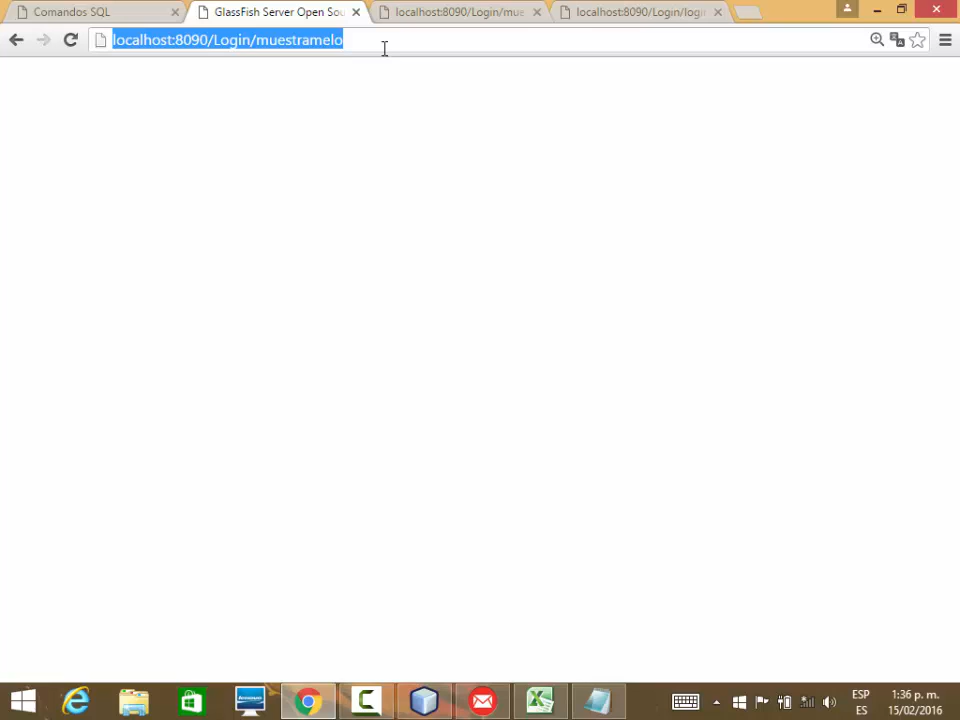 Comandos SQL
GlassFish Server Open Sou
localhost:8090/Login/mue
localhost:8090/Login/logi
localhost:8090/Login/muestramelo
ESP
ES
1:36 p. m.
15/02/2016